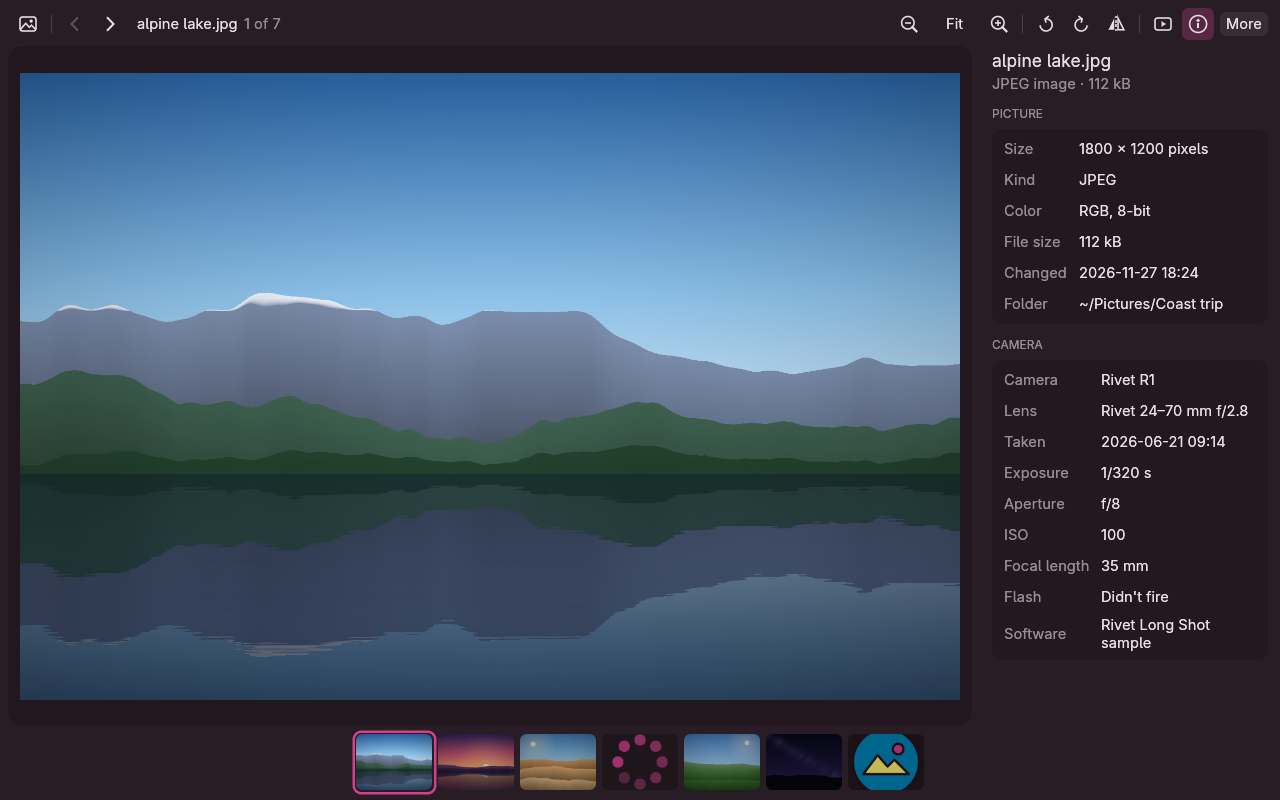 alpine lake.jpg 1 of 7
Fit
More
alpine lake.jpg
JPEG image · 112 kB
PICTURE
Size 1800 × 1200 pixels
Kind JPEG
Color RGB, 8-bit
File size 112 kB
Changed 2026-11-27 18:24
Folder ~/Pictures/Coast trip
CAMERA
Camera Rivet R1
Lens Rivet 24–70 mm f/2.8
Taken 2026-06-21 09:14
Exposure 1/320 s
Aperture f/8
ISO 100
Focal length 35 mm
Flash Didn't fire
Software Rivet Long Shot
sample